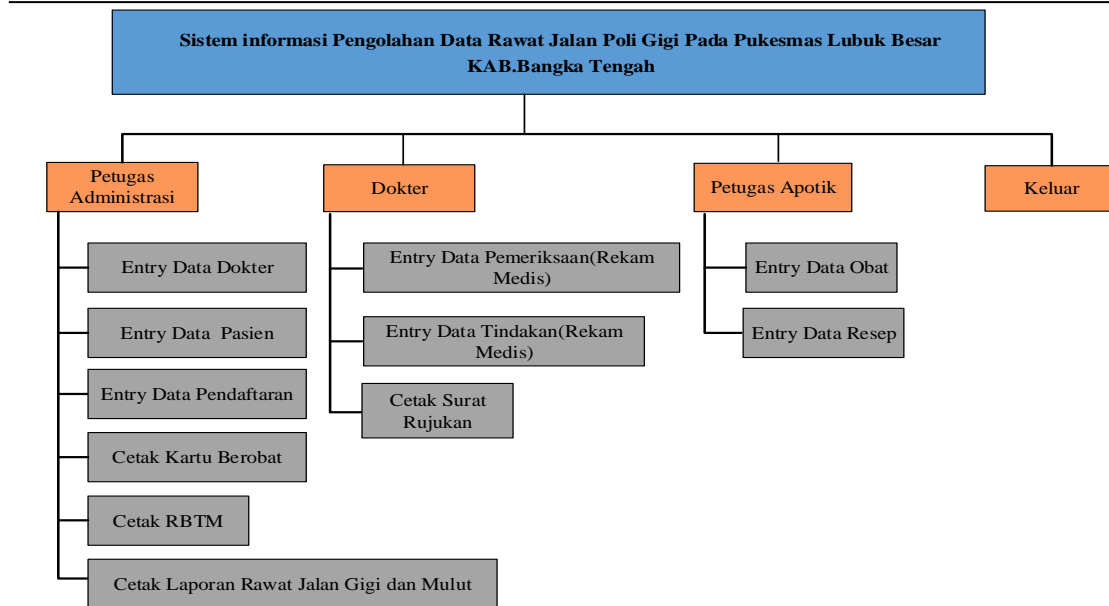 Sistem informasi Pengolahan Data Rawat Jalan Poli Gigi Pada Pukesmas Lubuk Besar
KAB.Bangka Tengah
Petugas
Administrasi
Dokter
Petugas Apotik
Keluar
Entry Data Dokter
Entry Data Pasien
Entry Data Pendaftaran
Cetak Kartu Berobat
Cetak RBTM
Cetak Laporan Rawat Jalan Gigi dan Mulut
Entry Data Pemeriksaan(Rekam
Medis)
Entry Data Tindakan(Rekam
Medis)
Cetak Surat
Rujukan
Entry Data Obat
Entry Data Resep